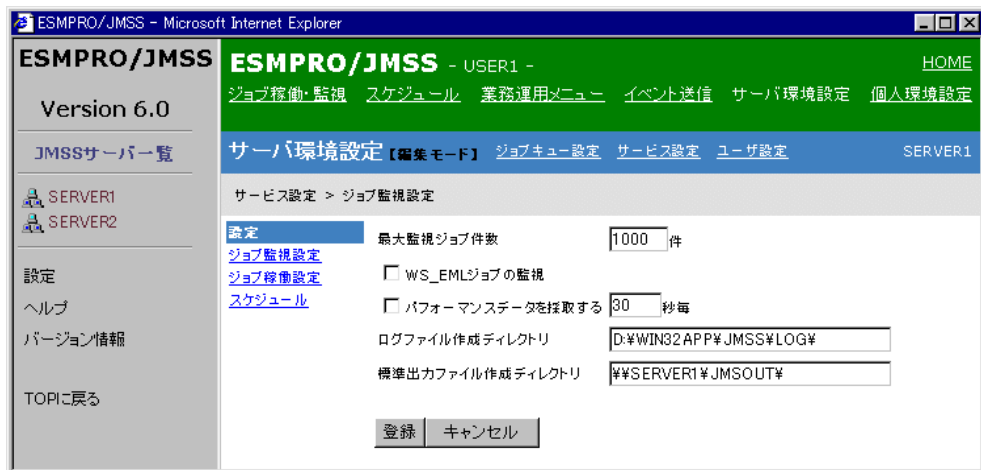 ESMPRO/JMSS - Microsoft Internet Explorer
ESMPRO/JMSS
Version 6.0
JMSSサーバ一覧
SERVER1
SERVER2
設定
ヘルプ
バージョン情報
TOPに戻る
ESMPRO/JMSS - USER1 - HOME
ジョブ稼働・監視 スケジュール 業務運用メニュー イベント送信 サーバ環境設定 個人環境設定
サーバ環境設定 【編集モード】 ジョブキュー設定 サービス設定 ユーザ設定 SERVER1
サービス設定 > ジョブ監視設定
設定
ジョブ監視設定
ジョブ稼働設定
スケジュール
最大監視ジョブ件数 1000 件
WS_EMLジョブの監視
パフォーマンスデータを採取する 30 秒毎
ログファイル作成ディレクトリ D:¥WIN32APP¥JMSS¥LOG¥
標準出力ファイル作成ディレクトリ ¥¥SERVER1¥JMSOUT¥
登録 キャンセル